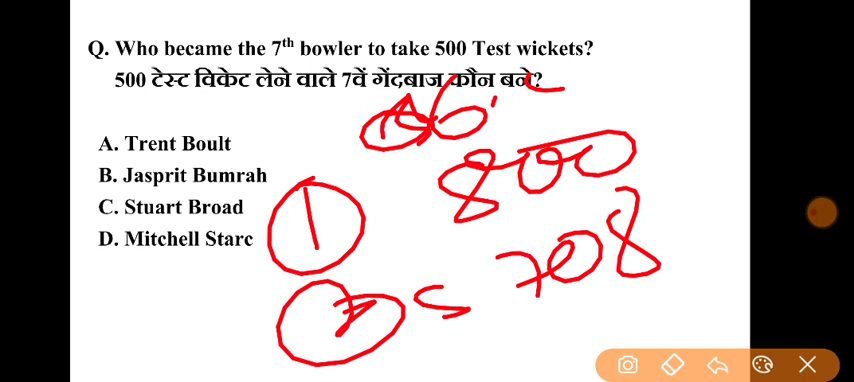 Q. Who became the 7th bowler to take 500 Test wickets?
500 टेस्ट विकेट लेने वाले 7वें गेंदबाज कौन बने?
A. Trent Boult
800
B. Jasprit Bumrah
C. Stuart Broad
1
D. Mitchell Starc
708